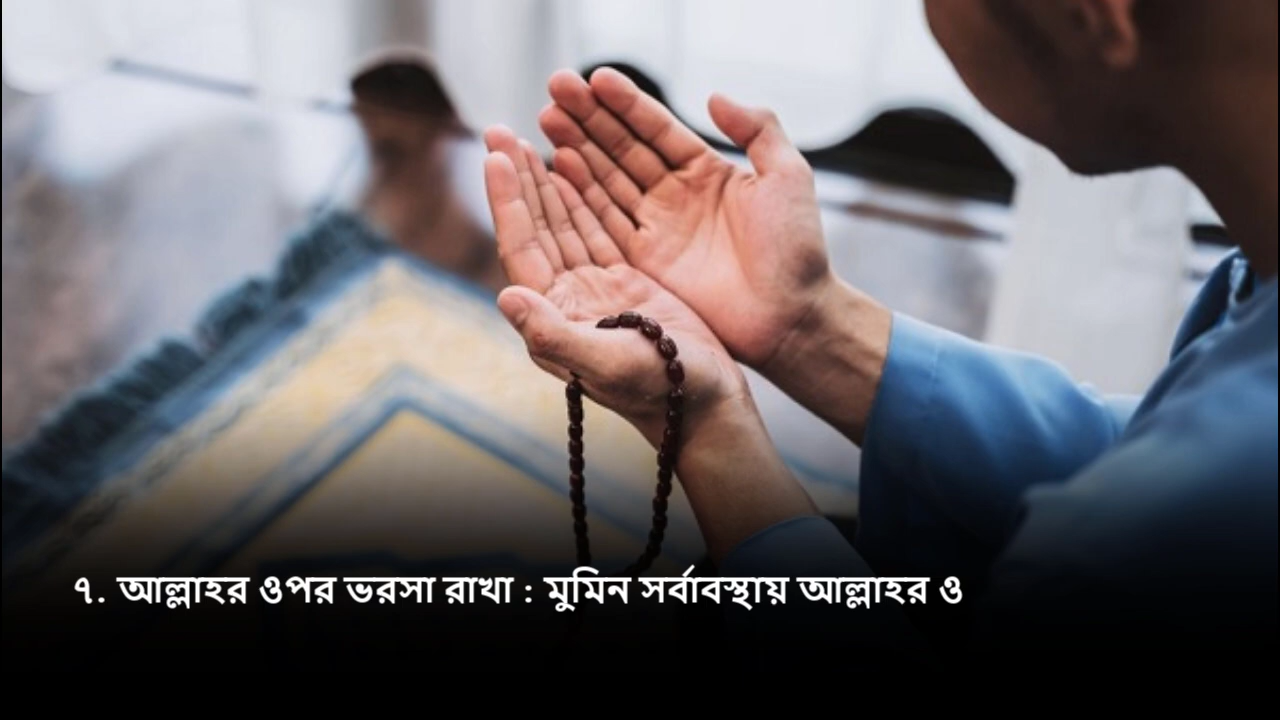 ৭. আল্লাহর ওপর ভরসা রাখা : মুমিন সর্বাবস্থায় আল্লাহর ও